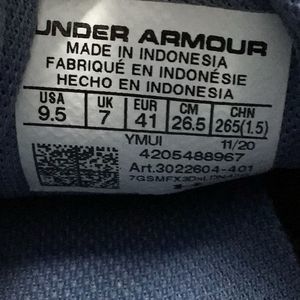 UNDER ARMOUR
MADE IN INDONESIA
FABRIQUÉ EN INDONÉSIE
HECHO EN INDONESIA
USA UK EUR CM CHN
9.5 7 41 26.5 265(1.5)
YMUI 11/20
4205488967
Art.3022604-401